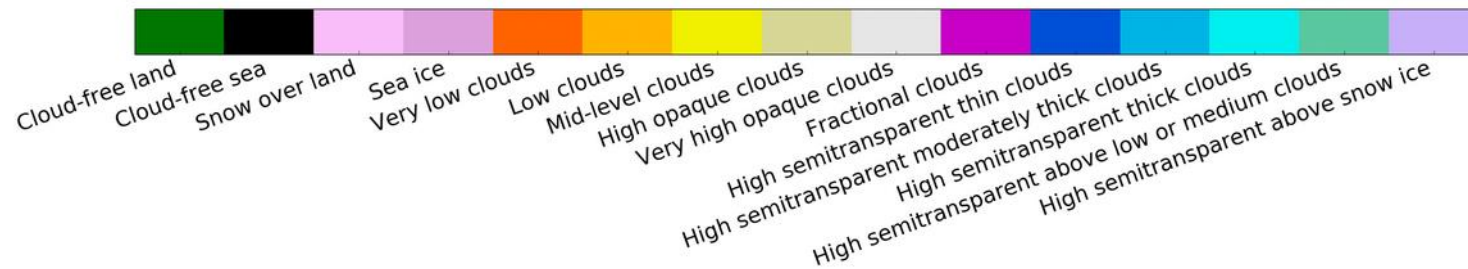 Cloud-free land
Cloud-free sea
Snow over land
Sea ice
Very low clouds
Low clouds
Mid-level clouds
High opaque clouds
Very high opaque clouds
Fractional clouds
High semitransparent thin clouds
High semitransparent moderately thick clouds
High semitransparent thick clouds
High semitransparent above low or medium clouds
High semitransparent above snow ice